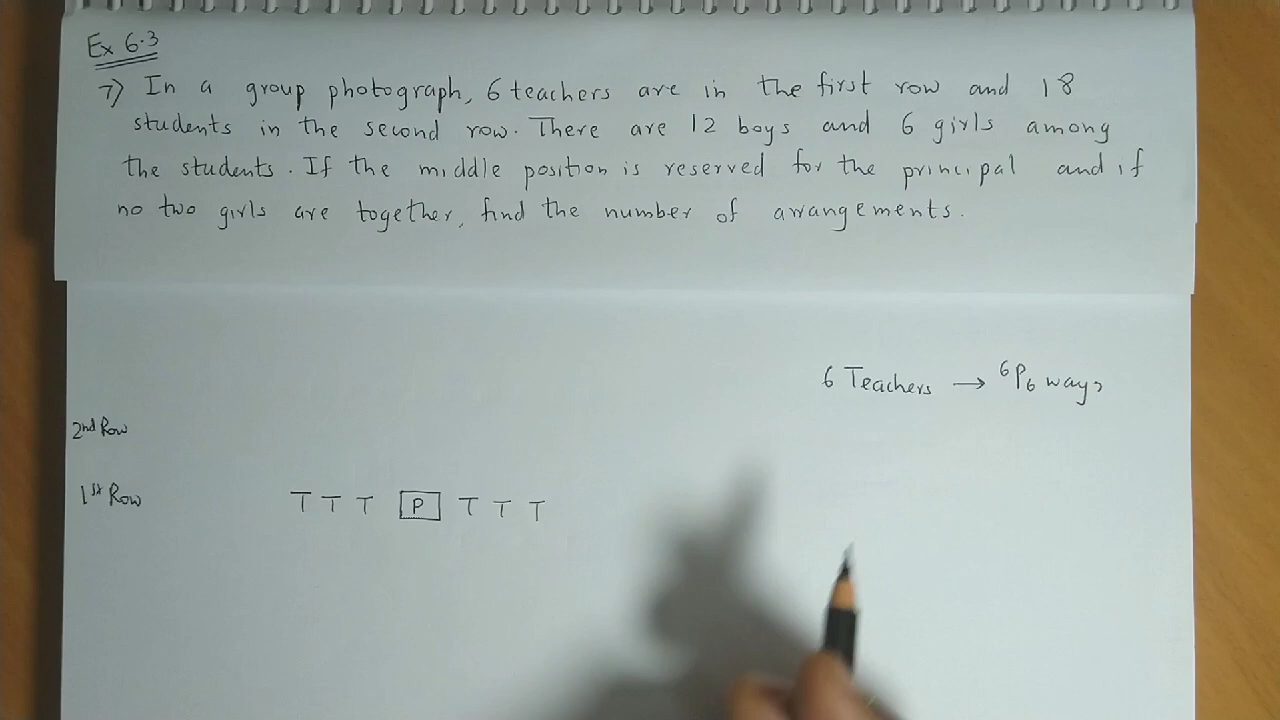 Ex 6.3
7) In a group photograph, 6 teachers are in the first row and 18
students in the second row. There are 12 boys and 6 girls among
the students. If the middle position is reserved for the principal and if
no two girls are together, find the number of arrangements.
6 Teachers → ⁶P₆ ways
2nd Row
1st Row T T T P T T T